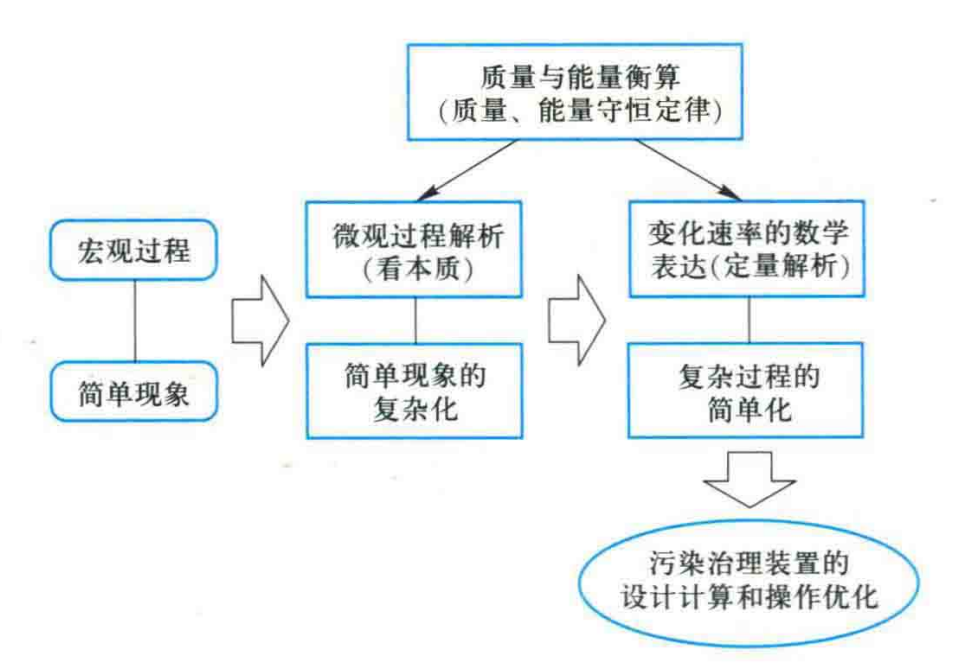 质量与能量衡算
(质量、能量守恒定律)
宏观过程
简单现象
微观过程解析
(看本质)
简单现象的
复杂化
变化速率的数学
表达(定量解析)
复杂过程的
简单化
污染治理装置的
设计计算和操作优化